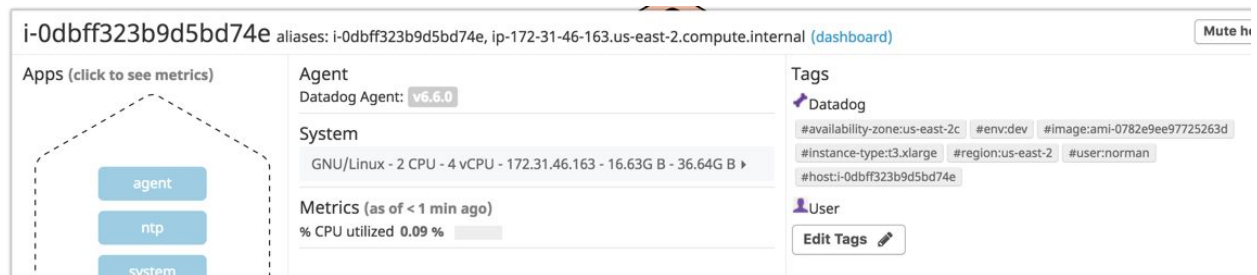 i-0dbff323b9d5bd74e aliases: i-0dbff323b9d5bd74e, ip-172-31-46-163.us-east-2.compute.internal (dashboard)
Mute
Apps (click to see metrics)
agent
ntp
system
Agent
Datadog Agent: v6.6.0
System
GNU/Linux - 2 CPU - 4 vCPU - 172.31.46.163 - 16.63G B - 36.64G B
Metrics (as of < 1 min ago)
% CPU utilized 0.09 %
Tags
Datadog
#availability-zone:us-east-2c #env:dev #image:ami-0782e9ee97725263d
#instance-type:t3.xlarge #region:us-east-2 #user:norman
#host:i-0dbff323b9d5bd74e
User
Edit Tags